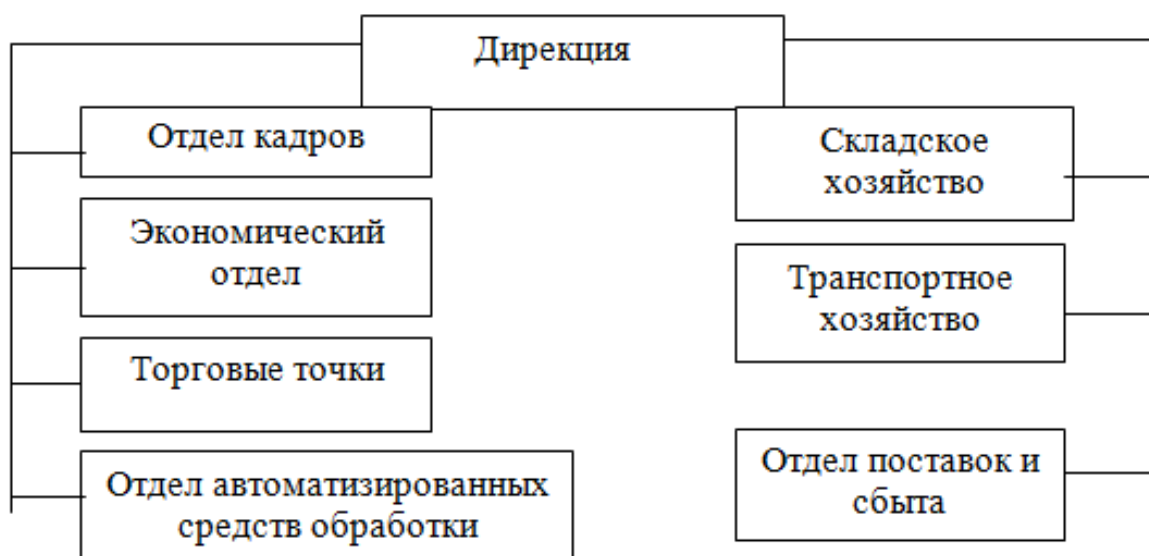 Дирекция
Отдел кадров
Экономический
отдел
Торговые точки
Отдел автоматизированных
средств обработки
Складское
хозяйство
Транспортное
хозяйство
Отдел поставок и
сбыта